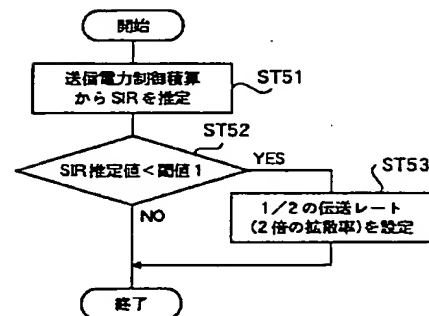 開始
送信電力制御積算
からSIRを推定
ST51
ST52
SIR推定値<閾値1
YES
ST53
NO
1/2の伝送レート
(2倍の拡散率)を設定
終了